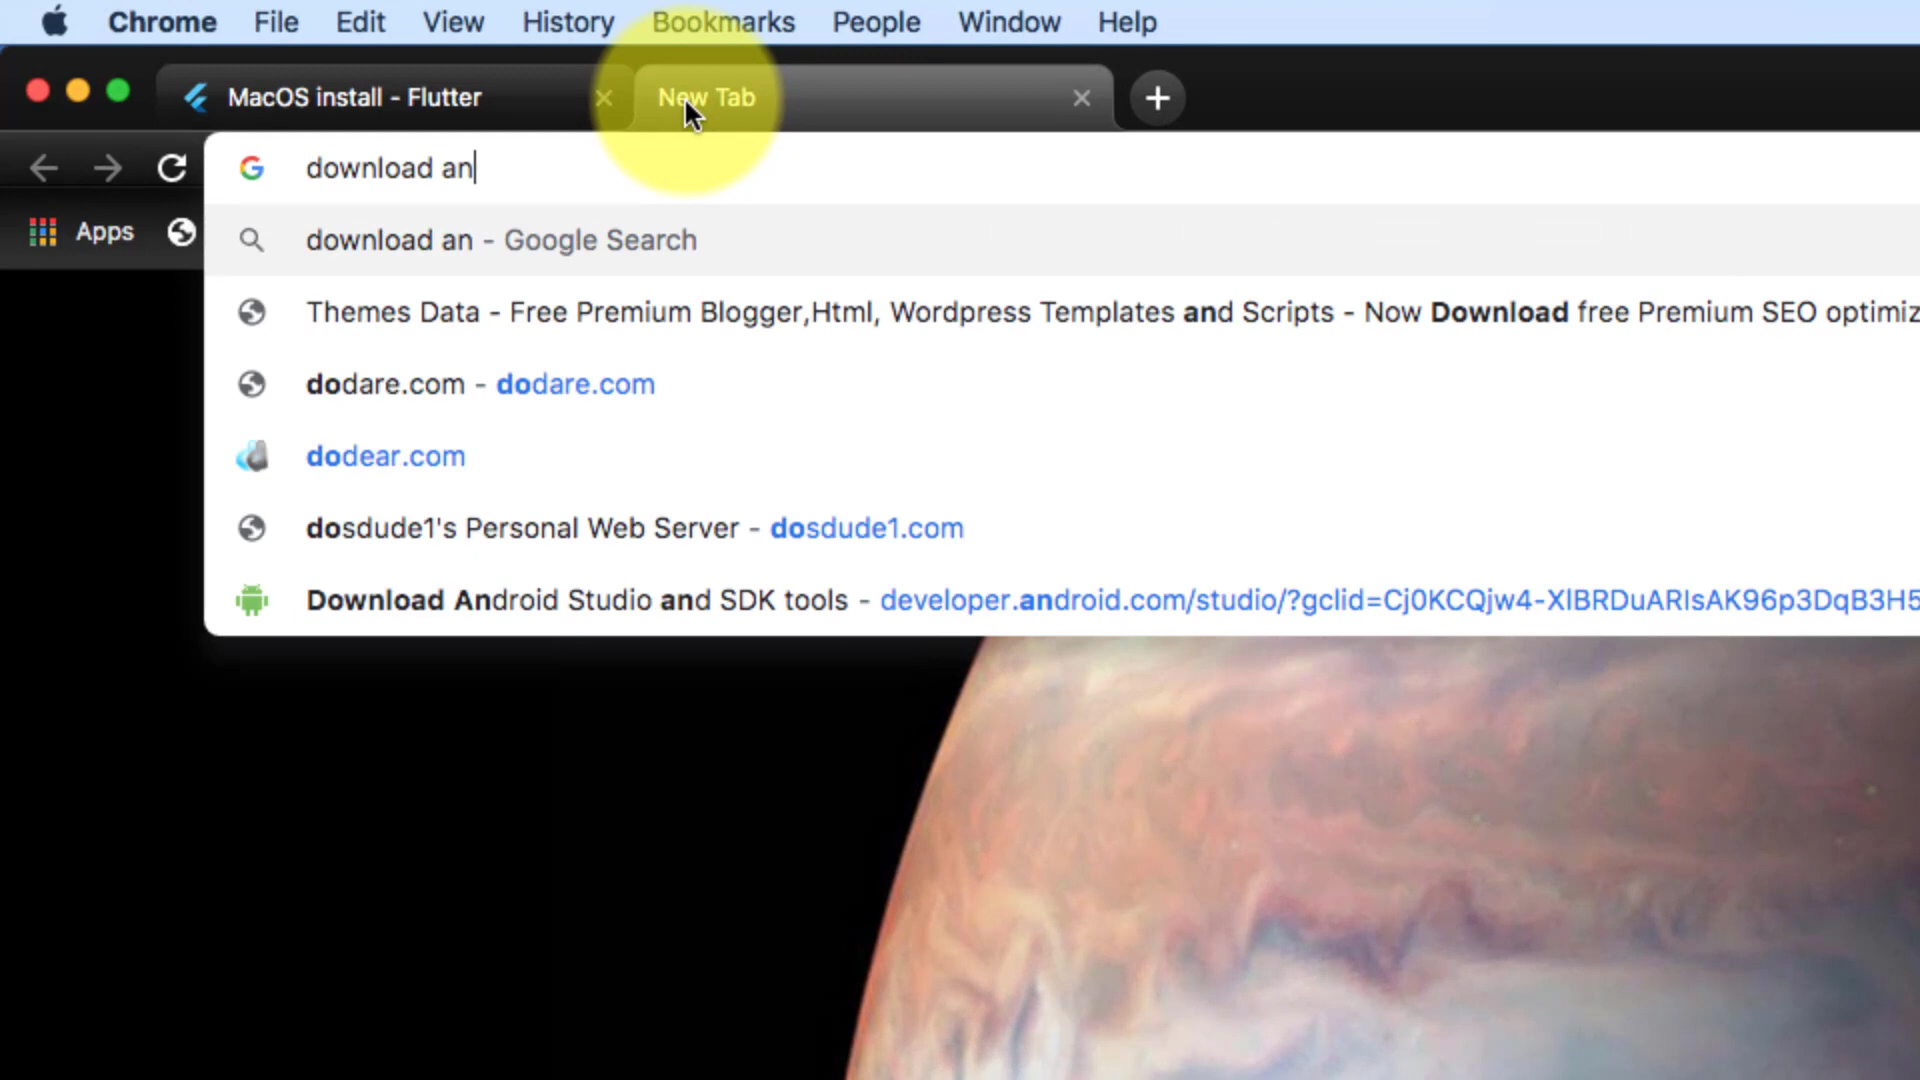 Chrome File Edit View History Bookmarks People Window Help
MacOS install - Flutter
New Tab
download an
Apps
download an - Google Search
Themes Data - Free Premium Blogger,Html, Wordpress Templates and Scripts - Now Download free Premium SEO optimiz
dodare.com - dodare.com
dodear.com
dosdude1's Personal Web Server - dosdude1.com
Download Android Studio and SDK tools - developer.android.com/studio/?gclid=Cj0KCQjw4-XlBRDuARIsAK96p3DqB3H5